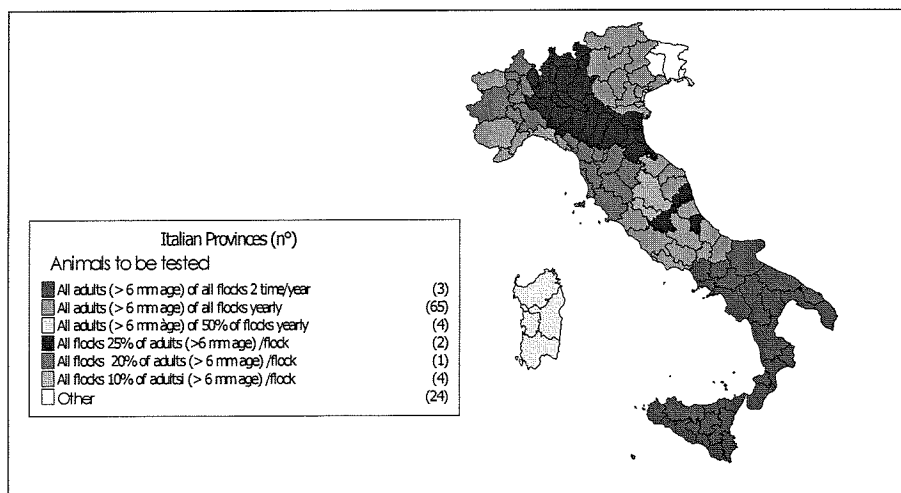 Italian Provinces (n°)
Animals to be tested
All adults (> 6 mm age) of all flocks 2 time/year (3)
All adults (> 6 mm age) of all flocks yearly (65)
All adults (> 6 mm àge) of 50% of flocks yearly (4)
All flocks 25% of adults (>6 mm age) /flock (2)
All flocks 20% of adults (> 6 mm age) /flock (1)
All flocks 10% of adultsi (> 6 mm age) /flock (4)
Other (24)